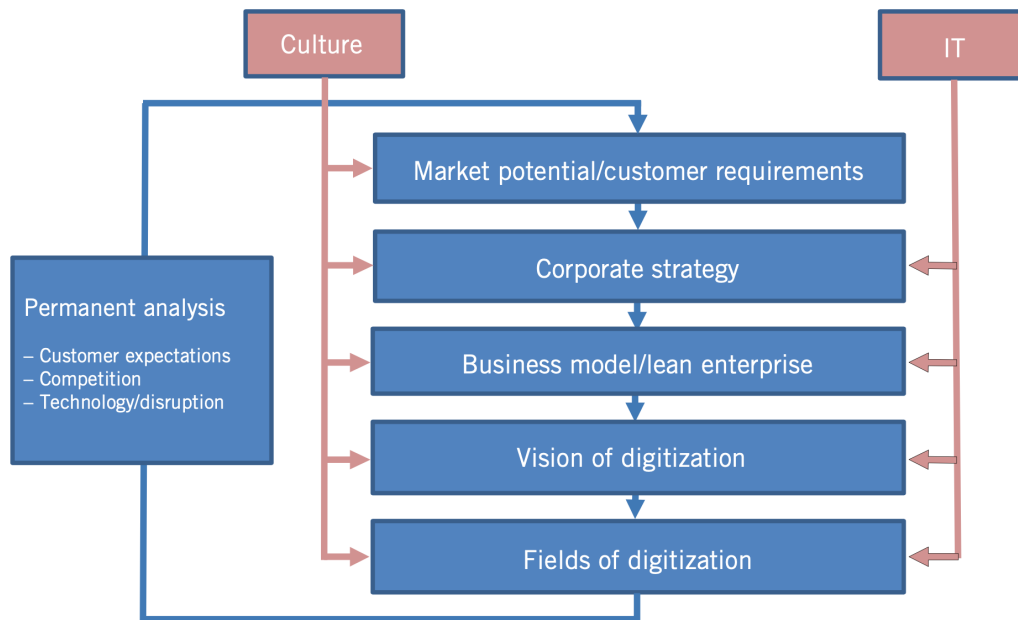 Culture
IT
Market potential/customer requirements
Corporate strategy
Permanent analysis
– Customer expectations
– Competition
– Technology/disruption
Business model/lean enterprise
Vision of digitization
Fields of digitization